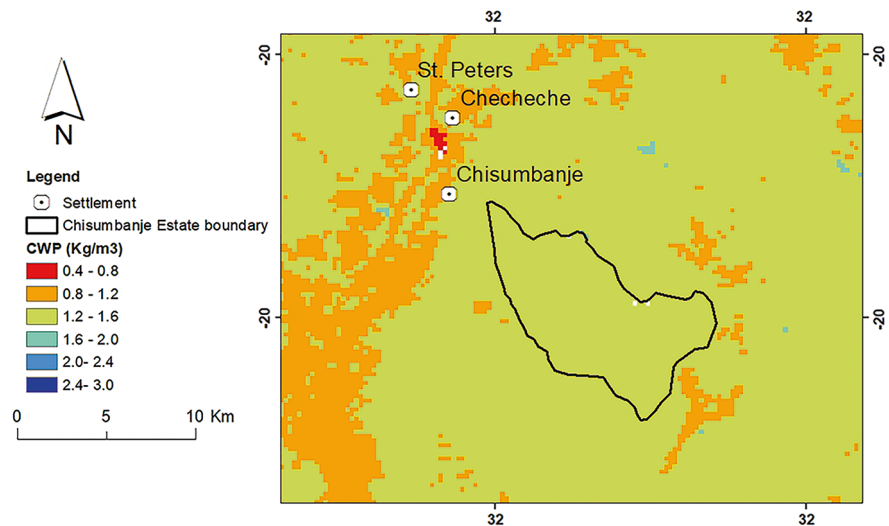 32
32
-20
-20
St. Peters
Checheche
N
Chisumbanje
Legend
Settlement
Chisumbanje Estate boundary
CWP (Kg/m3)
0.4 - 0.8
0.8 - 1.2
1.2 - 1.6
1.6 - 2.0
2.0- 2.4
2.4- 3.0
-20
-20
0
5
10 Km
32
32